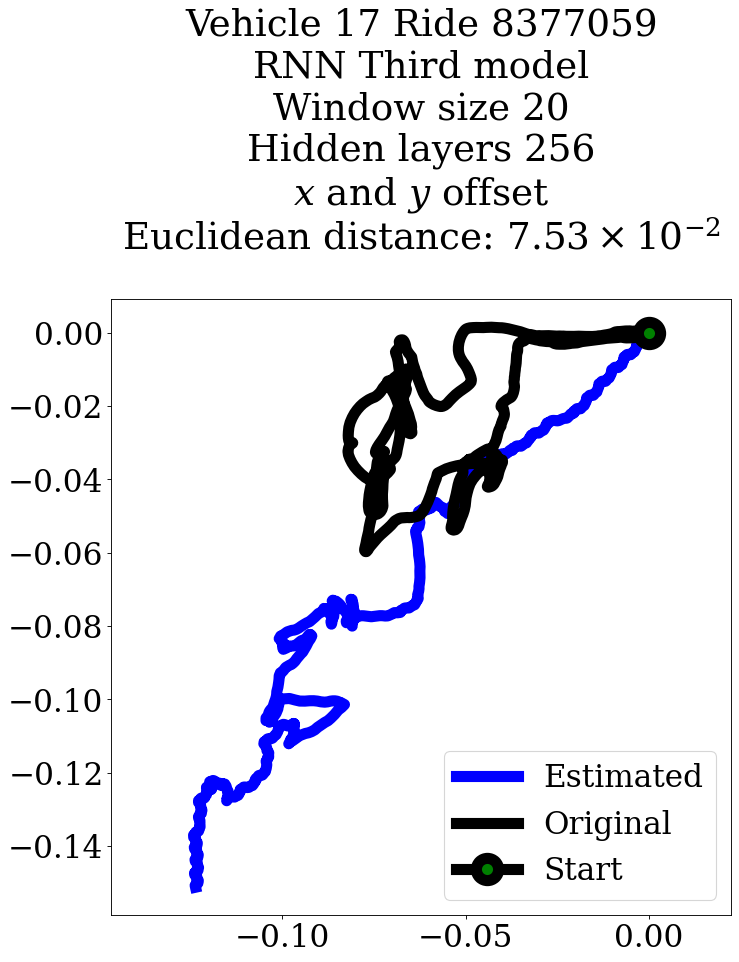 Vehicle 17 Ride 8377059
RNN Third model
Window size 20
Hidden layers 256
x and y offset
Euclidean distance: 7.53 × 10⁻²
0.00
−0.02
−0.04
−0.06
−0.08
−0.10
−0.12
−0.14
Estimated
Original
Start
−0.10 −0.05 0.00